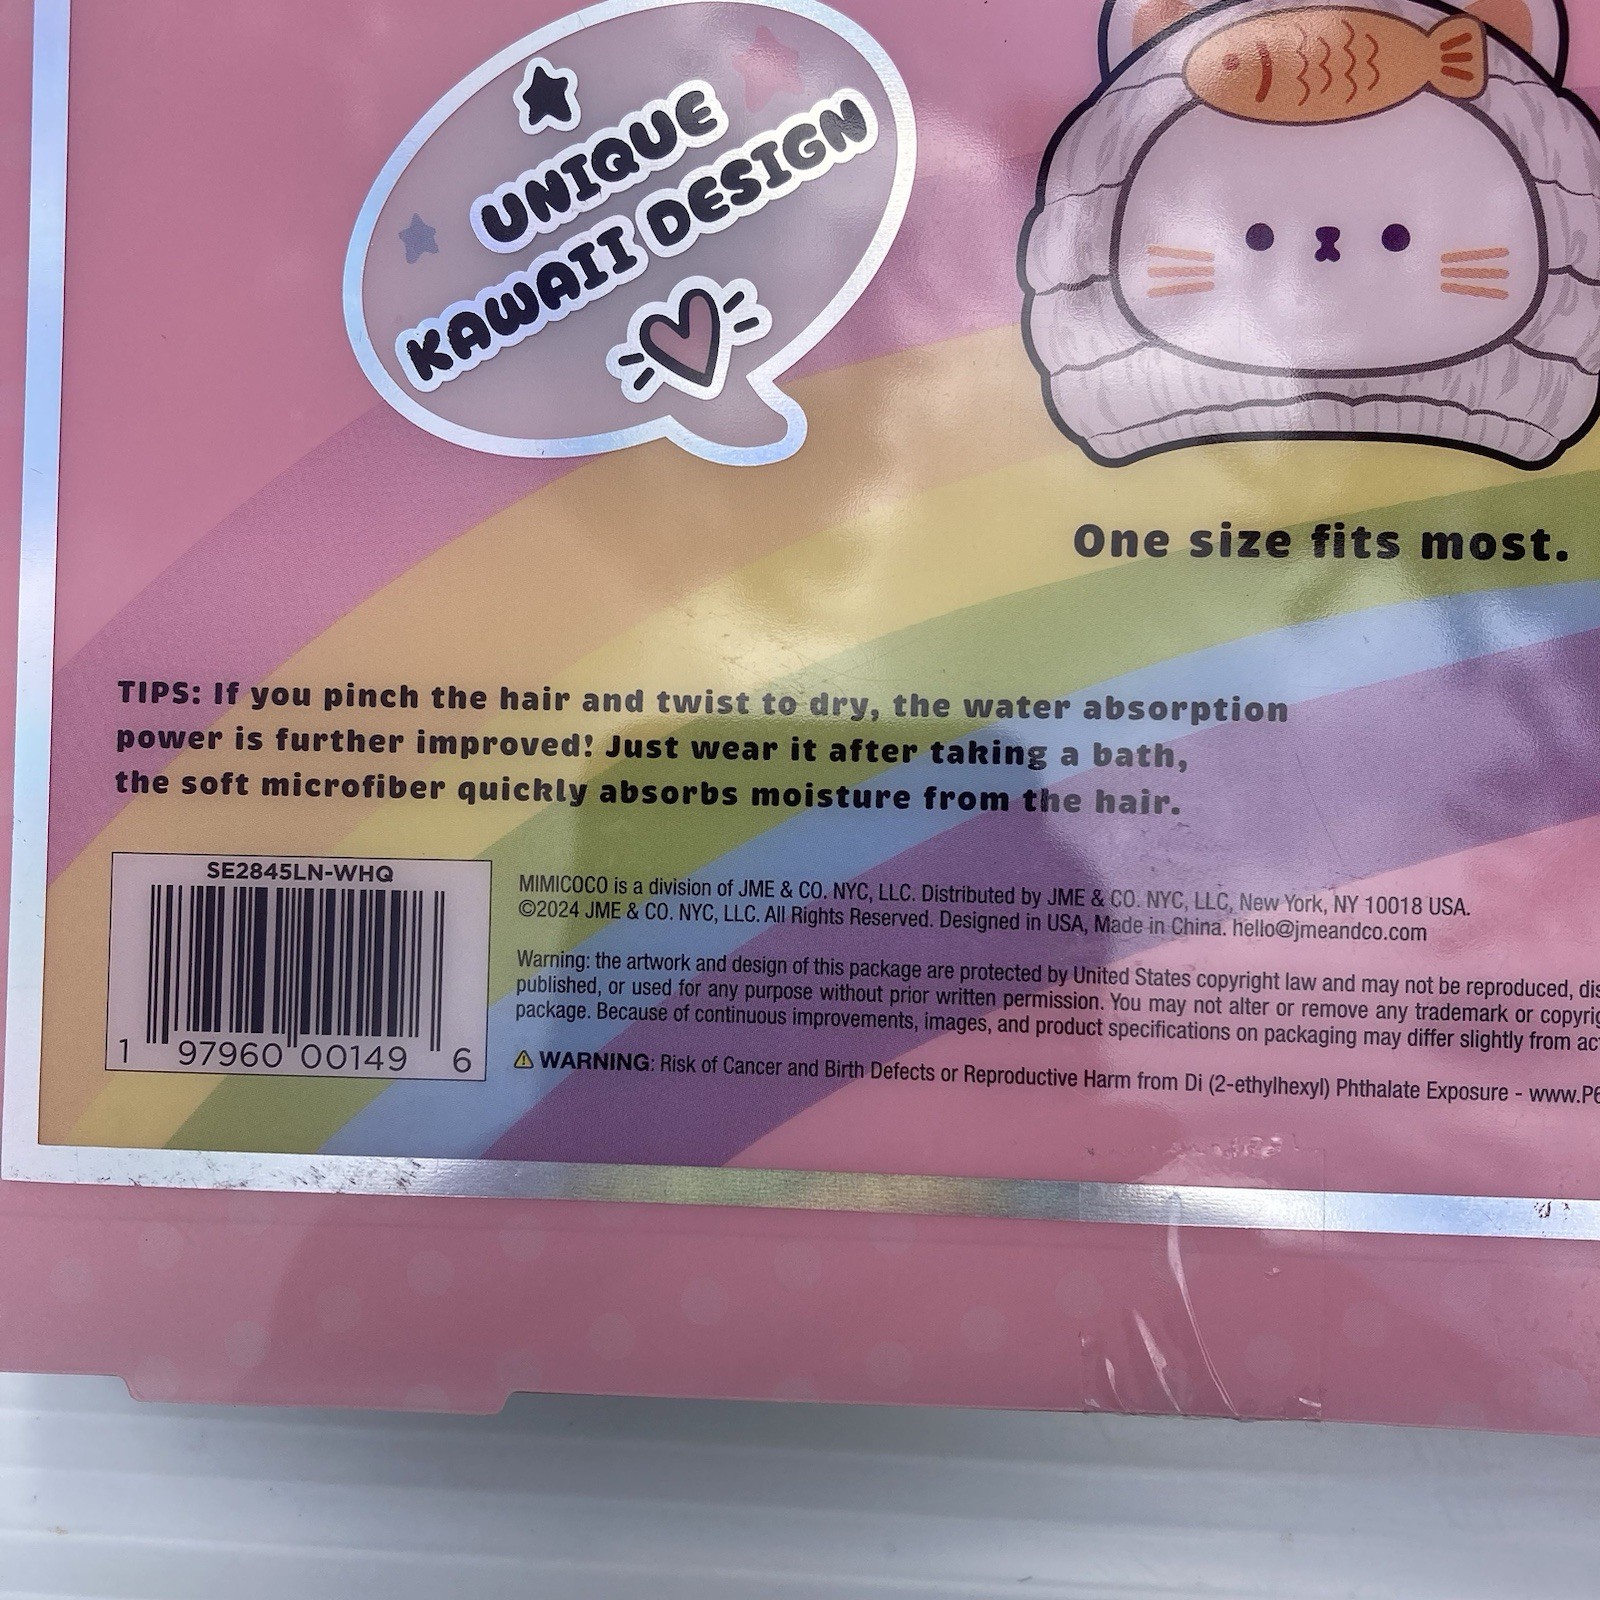 UNIQUE
KAWAII DESIGN
One size fits most.
TIPS: If you pinch the hair and twist to dry, the water absorption
power is further improved! Just wear it after taking a bath,
the soft microfiber quickly absorbs moisture from the hair.
SE2845LN-WHQ
1 97960 00149 6
MIMICOCO is a division of JME & CO. NYC, LLC. Distributed by JME & CO. NYC, LLC, New York, NY 10018 USA.
©2024 JME & CO. NYC, LLC. All Rights Reserved. Designed in USA, Made in China. hello@jmeandco.com
Warning: the artwork and design of this package are protected by United States copyright law and may not be reproduced,
published, or used for any purpose without prior written permission. You may not alter or remove any trademark or
package. Because of continuous improvements, images, and product specifications on packaging may differ slightly from
WARNING: Risk of Cancer and Birth Defects or Reproductive Harm from Di (2-ethylhexyl) Phthalate Exposure -